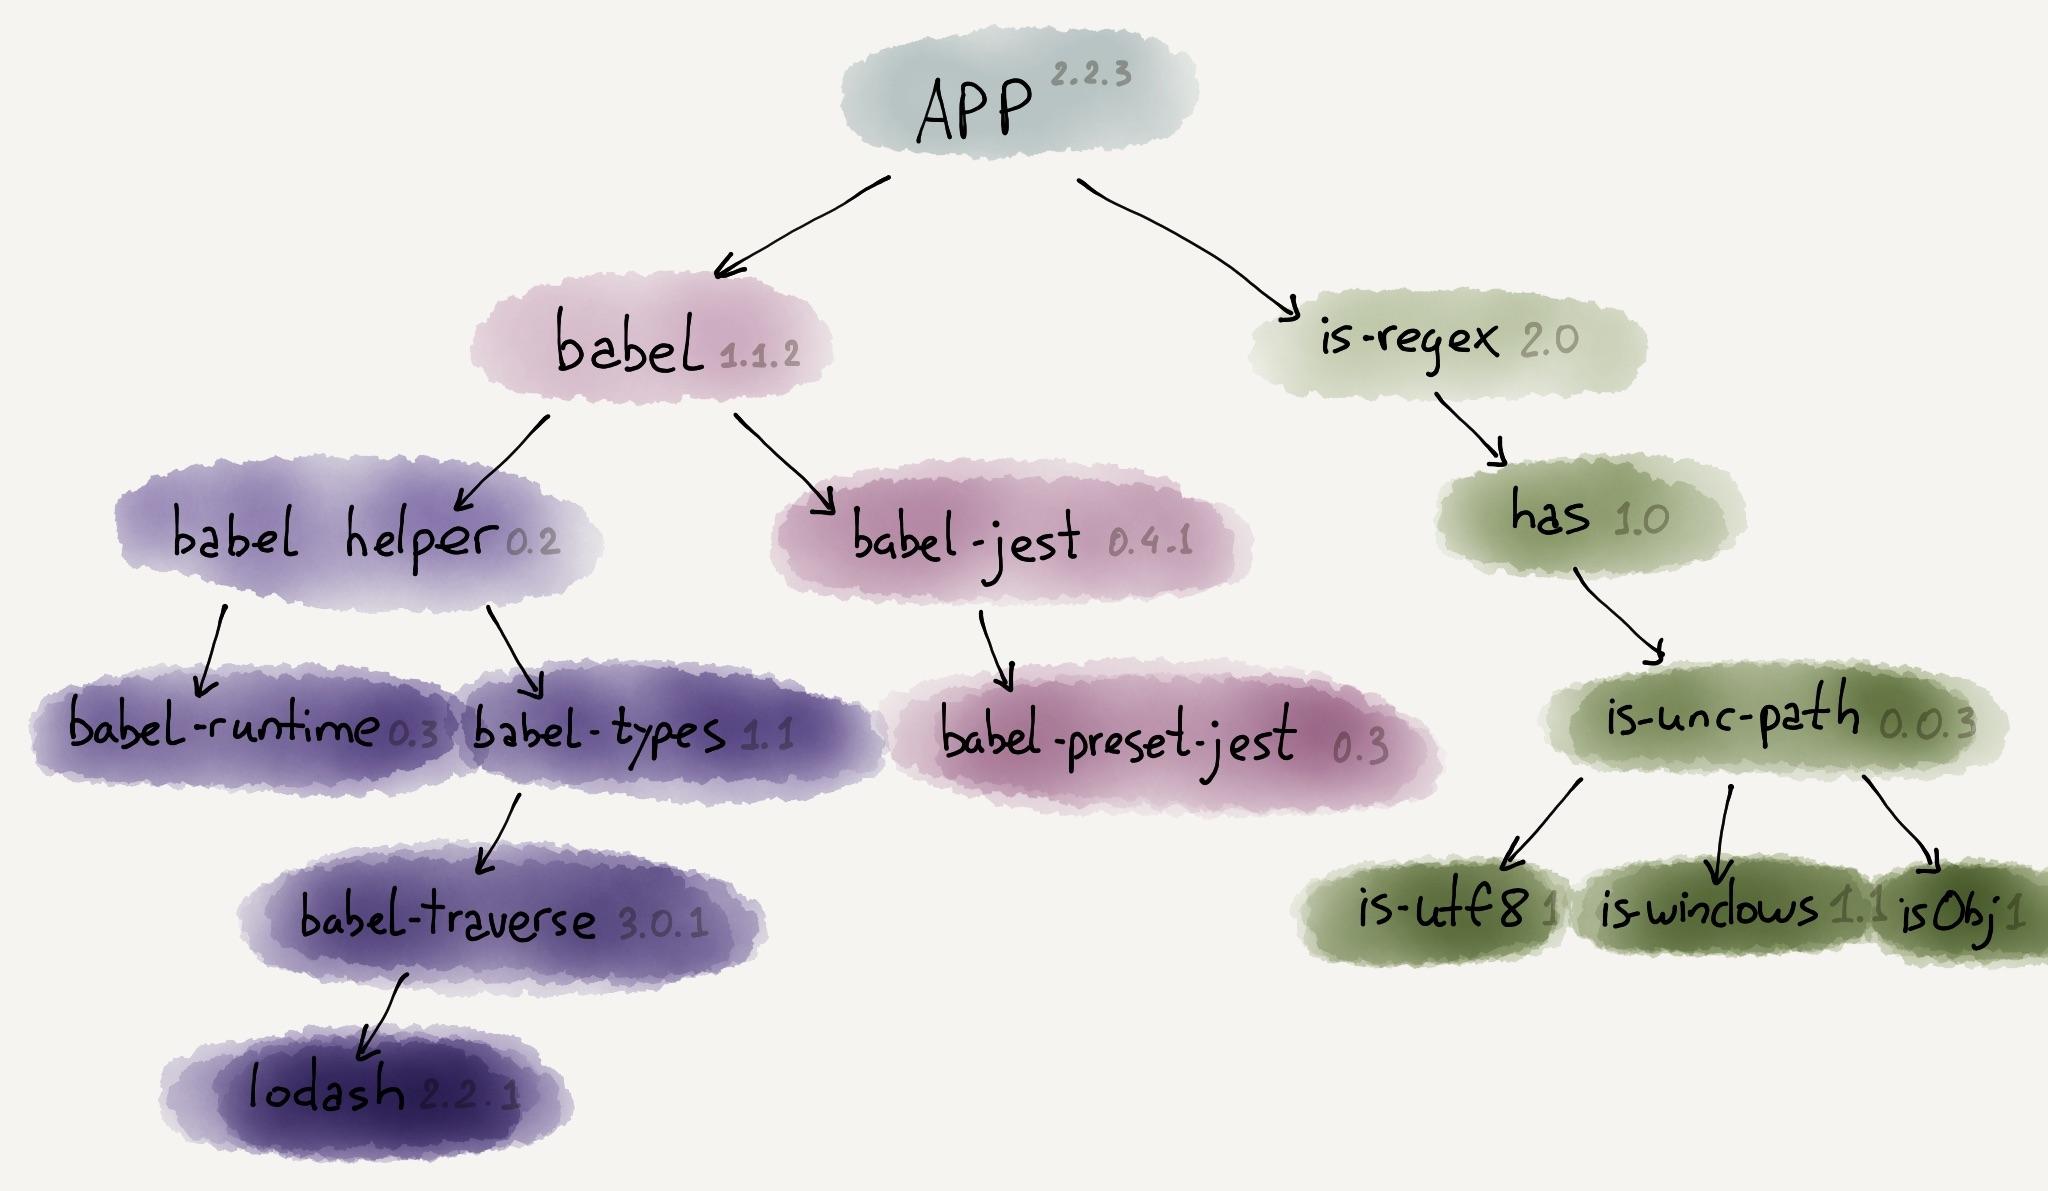 APP 2.2.3
babel 1.1.2
is-regex 2.0
babel helper 0.2
babel-jest 0.4.1
has 1.0
babel-runtime 0.3
babel-types 1.1
babel-preset-jest 0.3
is-unc-path 0.0.3
babel-traverse 3.0.1
is-utf8 1
is-windows 1.1
isObj 1
lodash 2.2.1